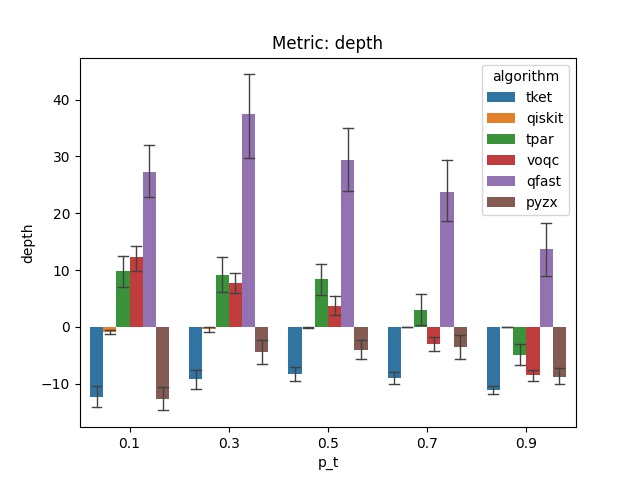 Metric: depth
algorithm
tket
qiskit
tpar
voqc
qfast
pyzx
depth
40
30
20
10
0
−10
0.1 0.3 0.5 0.7 0.9
p_t